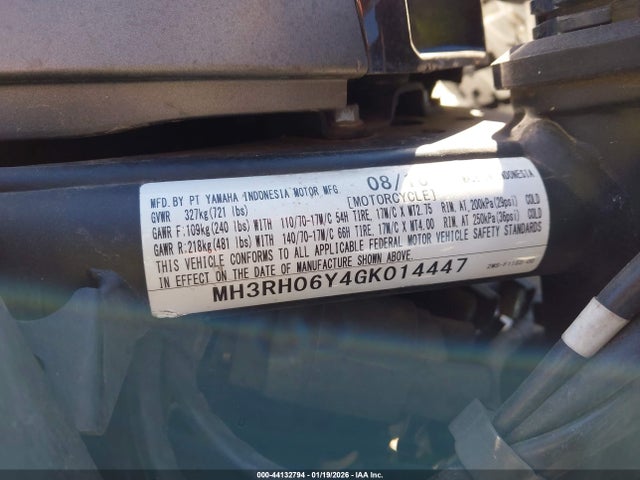 MFD. BY PT YAMAHA INDONESIA MOTOR MFG 08/16 INDONESIA
GVWR 327kg(721 lbs) [MOTORCYCLE]
GAWR F:109kg(240 lbs)WITH 110/70-17M/C 54H TIRE, 17M/C X MT2.75 RIM, AT 200kPa(29psi) COLD
GAWR R:218kg(481 lbs)WITH 140/70-17M/C 66H TIRE, 17M/C X MT4.00 RIM, AT 250kPa(36psi) COLD
THIS VEHICLE CONFORMS TO ALL APPLICABLE FEDERAL MOTOR VEHICLE SAFETY STANDARDS
IN EFFECT ON THE DATE OF MANUFACTURE SHOWN ABOVE.
MH3RH06Y4GK014447
000-44132794 - 01/19/2026 - IAA Inc.